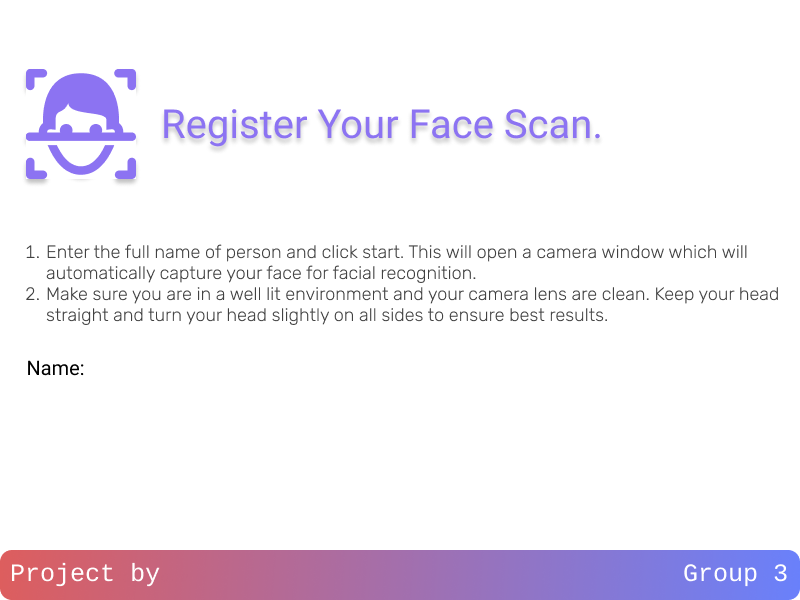 Register Your Face Scan.
1. Enter the full name of person and click start. This will open a camera window which will
automatically capture your face for facial recognition.
2. Make sure you are in a well lit environment and your camera lens are clean. Keep your head
straight and turn your head slightly on all sides to ensure best results.
Name:
Project by Group 3